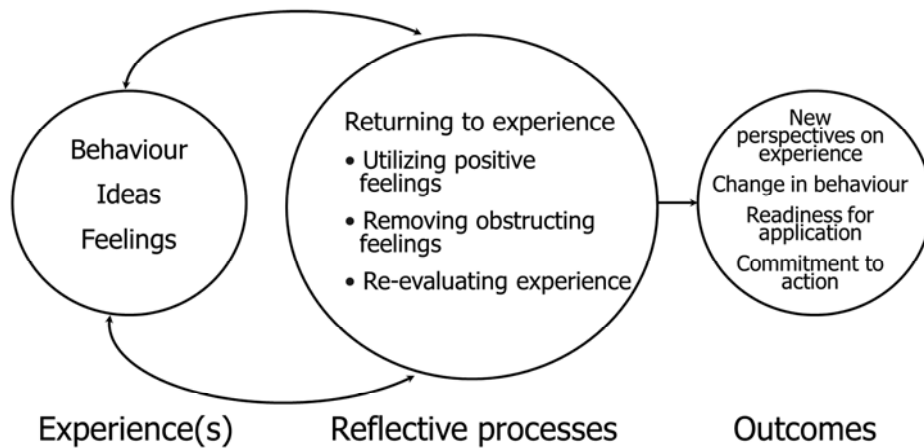 Behaviour
Ideas
Feelings
Returning to experience
• Utilizing positive
feelings
• Removing obstructing
feelings
• Re-evaluating experience
New
perspectives on
experience
Change in behaviour
Readiness for
application
Commitment to
action
Experience(s)
Reflective processes
Outcomes